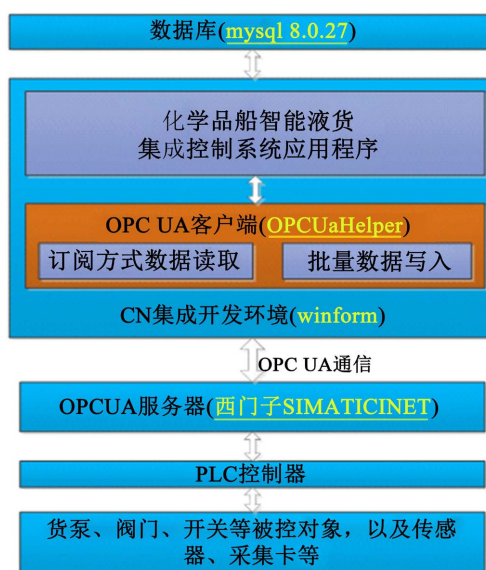 数据库(mysql 8.0.27)
化学品船智能液货
集成控制系统应用程序
OPC UA客户端(OPCUaHelper)
订阅方式数据读取
批量数据写入
CN集成开发环境(winform)
OPC UA通信
OPCUA服务器(西门子SIMATICINET)
PLC控制器
货泵、阀门、开关等被控对象，以及传感
器、采集卡等